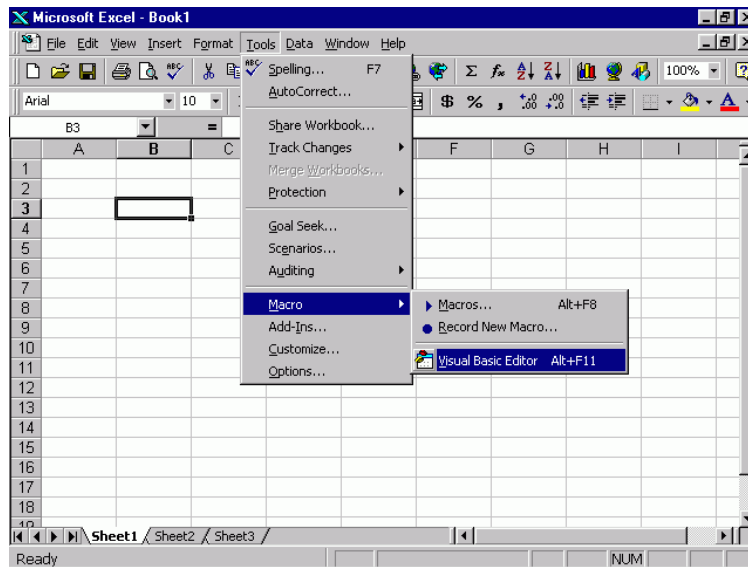 Microsoft Excel - Book1
File Edit View Insert Format Tools Data Window Help
100%
Arial 10 $ % ,
B3 =
Spelling... F7
AutoCorrect...
Share Workbook...
Track Changes
Merge Workbooks...
Protection
Goal Seek...
Scenarios...
Auditing
Macro
Add-Ins...
Customize...
Options...
Macros... Alt+F8
Record New Macro...
Visual Basic Editor Alt+F11
A B C F G H I
1
2
3
4
5
6
7
8
9
10
11
12
13
14
15
16
17
18
19
Sheet1 Sheet2 Sheet3
Ready NUM